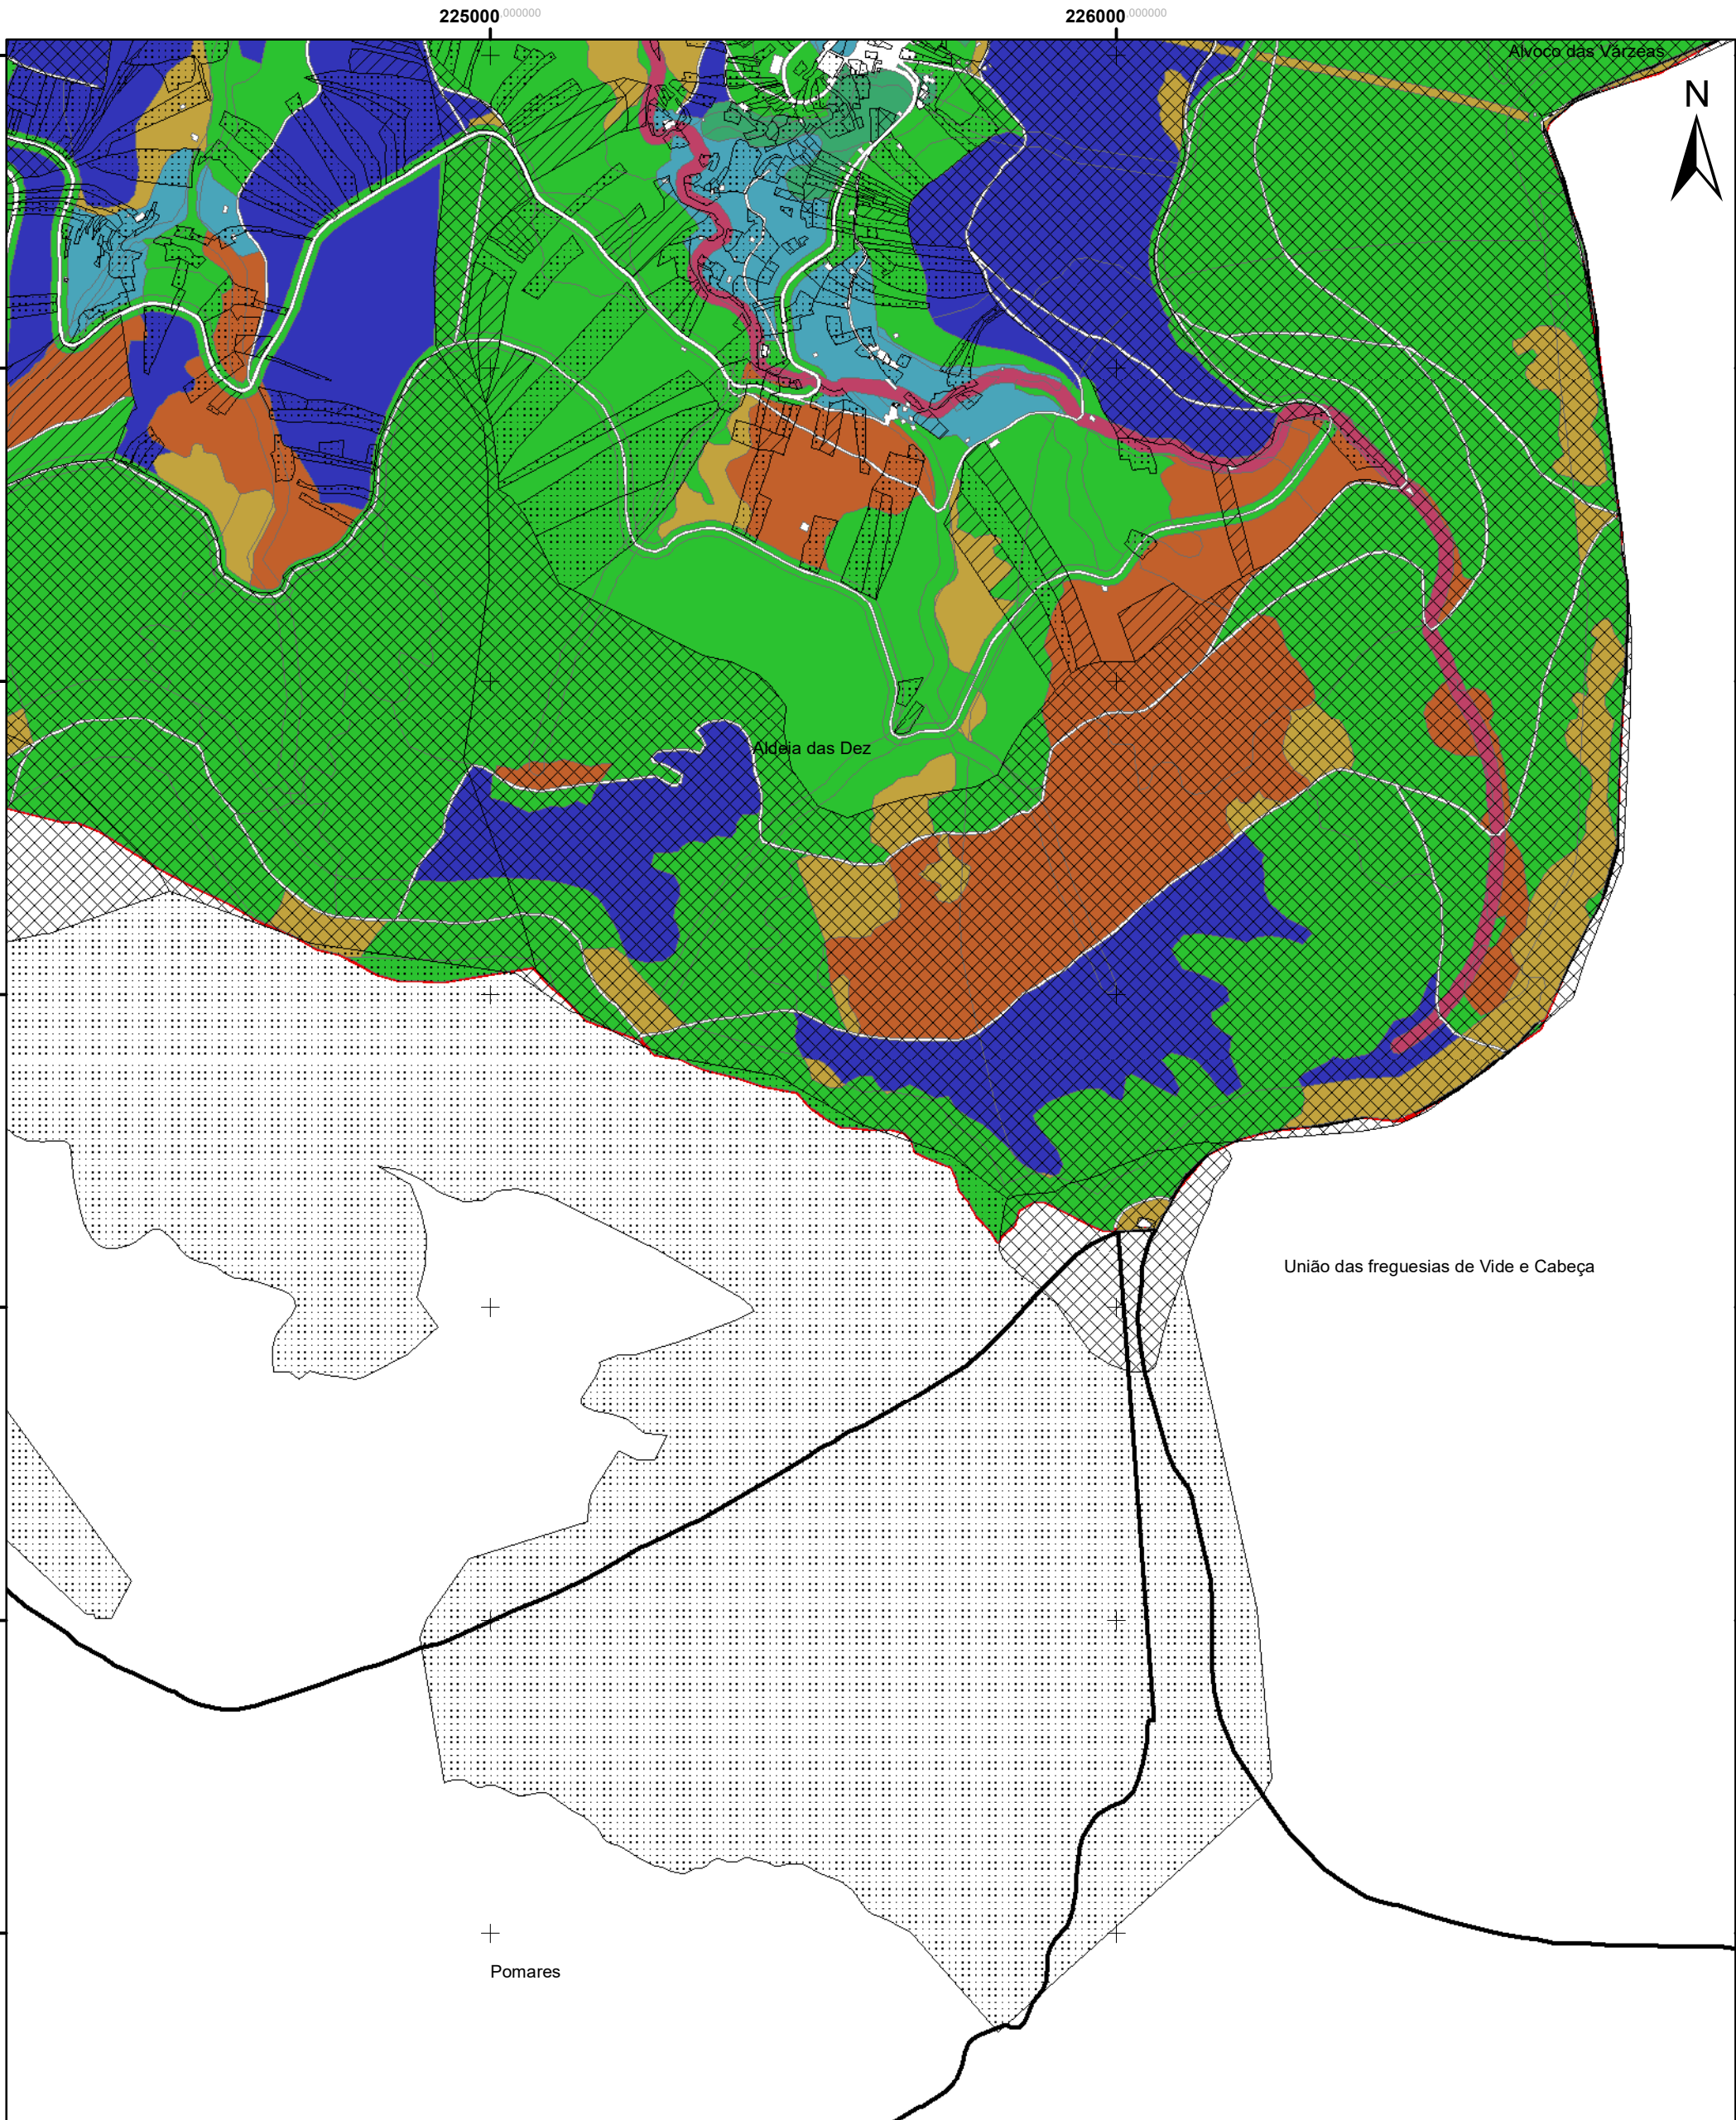 225000.000000
226000.000000
Alvoco das Várzeas
N
Aldeia das Dez
União das freguesias de Vide e Cabeça
Pomares